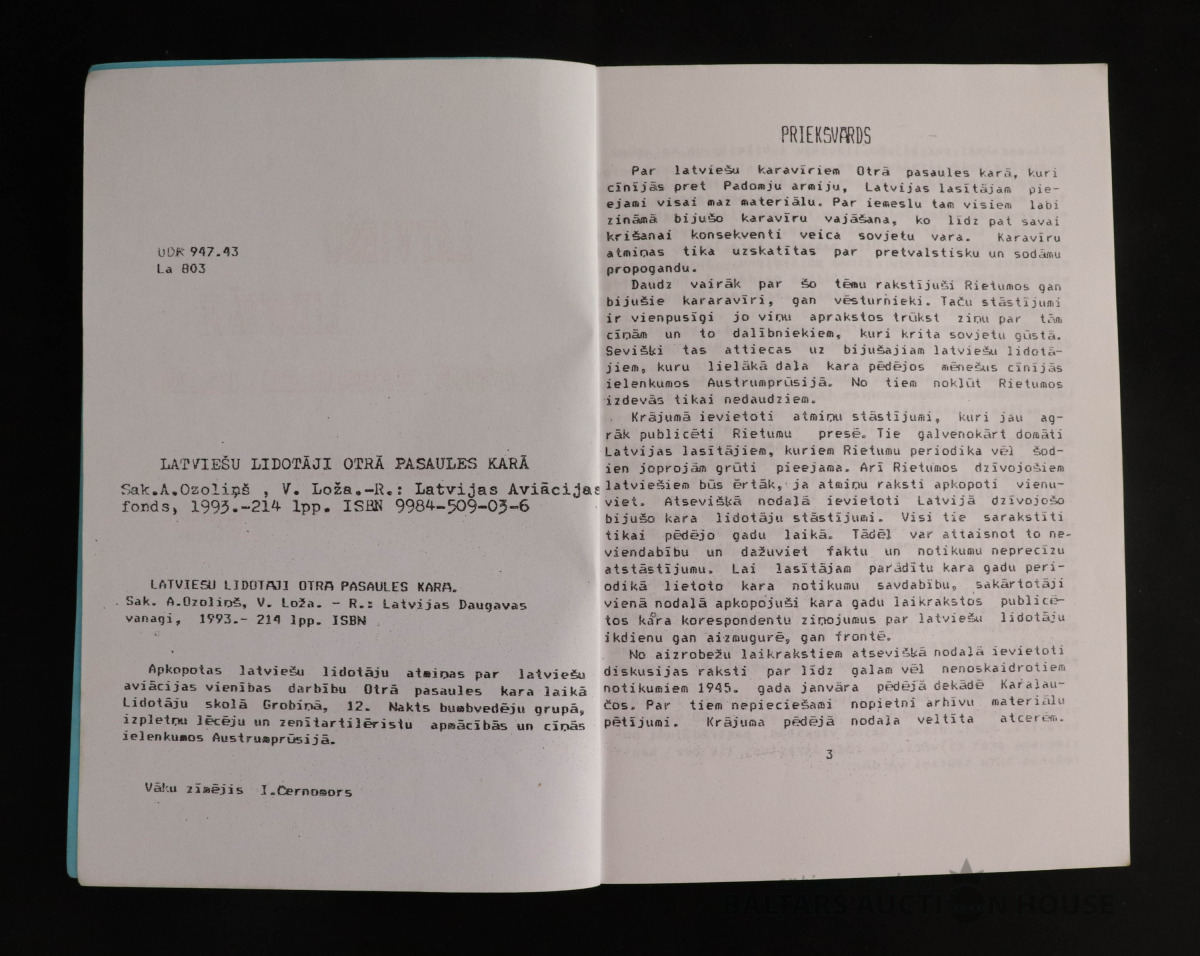 UDK 947.43
La 803
LATVIEŠU LIDOTĀJI OTRĀ PASAULES KARĀ
Sak.A.Ozoliņš , V. Loža.-R.: Latvijas Aviācijas
fonds, 1993.-214 lpp. ISBN 9984-509-03-6
LATVIEŠU LIDOTĀJI OTRĀ PASAULES KARĀ.
Sak. A.Ozoliņš, V. Loža. - R.: Latvijas Daugavas
vanagi, 1993.- 214 lpp. ISBN
Apkopotas latviešu lidotāju atmiņas par latviešu
aviācijas vienības darbību Otrā pasaules kara laikā
Lidotāju skolā Grobiņā, 12. Nakts bumbvedēju grupā,
izpletņu lēcēju un zenītartilēristu apmācībās un cīņās
ielenkumos Austrumprūsijā.
Vāku zīmējis I.Černomors
PRIEKSVĀRDS
Par latviešu karavīriem Otrā pasaules karā, kuri
cīnījās pret Padomju armiju, Latvijas lasītājam pie-
ejami visai maz materiālu. Par iemeslu tam visiem labi
zināmā bijušo karavīru vajāšana, ko līdz pat savai
krišanai konsekventi veica sovjetu vara. Karavīru
atmiņas tika uzskatītas par pretvalstisku un sodāmu
propogandu.
Daudz vairāk par šo tēmu rakstījuši Rietumos gan
bijušie kararavīri, gan vēsturnieki. Taču stāstījumi
ir vienpusīgi jo viņu aprakstos trūkst ziņu par tām
cīņām un to dalībniekiem, kuri krita sovjetu gūstā.
Sevišķi tas attiecas uz bijušajiam latviešu lidotā-
jiem, kuru lielākā daļa kara pēdējos mēnešus cīnījās
ielenkumos Austrumprūsijā. No tiem nokļūt Rietumos
izdevās tikai nedaudziem.
Krājumā ievietoti atmiņu stāstījumi, kuri jau ag-
rāk publicēti Rietumu presē. Tie galvenokārt domāti
Latvijas lasītājiem, kuriem Rietumu periodika vēl šod-
ien joprojām grūti pieejama. Arī Rietumos dzīvojošiem
latviešiem būs ērtāk, ja atmiņu raksti apkopoti vienu-
viet. Atsevišķā nodaļā ievietoti Latvijā dzīvojošo
bijušo kara lidotāju stāstījumi. Visi tie sarakstīti
tikai pēdējo gadu laikā. Tādēļ var attaisnot to ne-
viendabību un dažuviet faktu un notikumu neprecīzu
atstāstījumu. Lai lasītājam parādītu kara gadu peri-
odikā lietoto kara notikumu savdabību, sakārtotāji
vienā nodaļā apkopojuši kara gadu laikrakstos publicē-
tos kara korespondentu ziņojumus par latviešu lidotāju
ikdienu gan aizmugurē, gan frontē.
No aizrobežu laikrakstiem atsevišķā nodaļā ievietoti
diskusijas raksti par līdz galam vēl nenoskaidrotiem
notikumiem 1945. gada janvāra pēdējā dekādē Karalau-
čos. Par tiem nepieciešami nopietni arhīvu materiālu
pētījumi. Krājuma pēdējā nodaļa veltīta atcerēm.
3
BALTARS AUCTION HOUSE